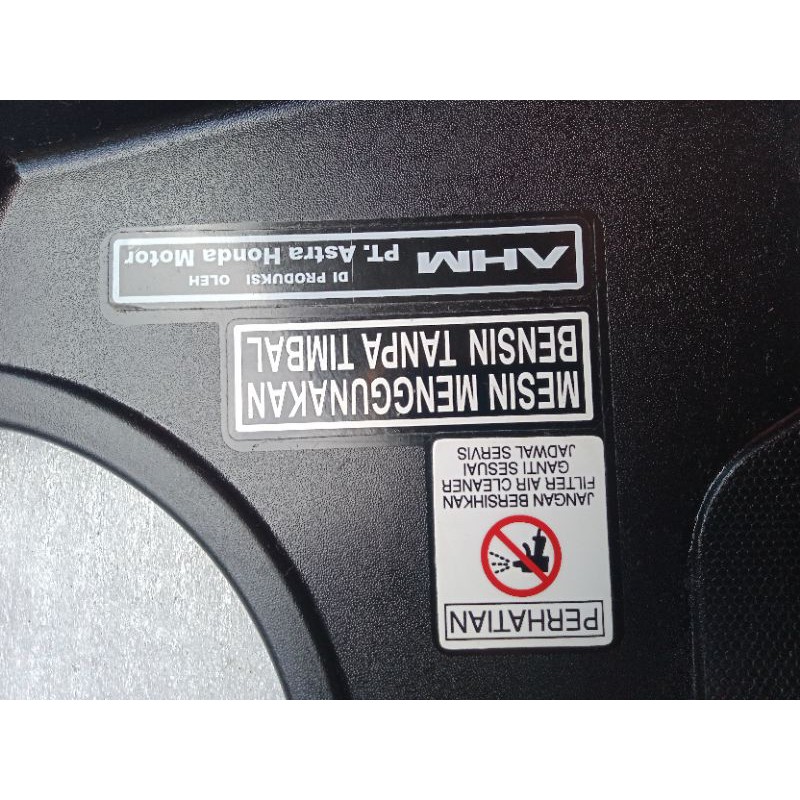 PERHATIAN
JANGAN BERSIHKAN
FILTER AIR CLEANER
GANTI SESUAI
JADWAL SERVIS
MESIN MENGGUNAKAN
BENSIN TANPA TIMBAL
AHM
DI PRODUKSI OLEH
PT. Astra Honda Motor